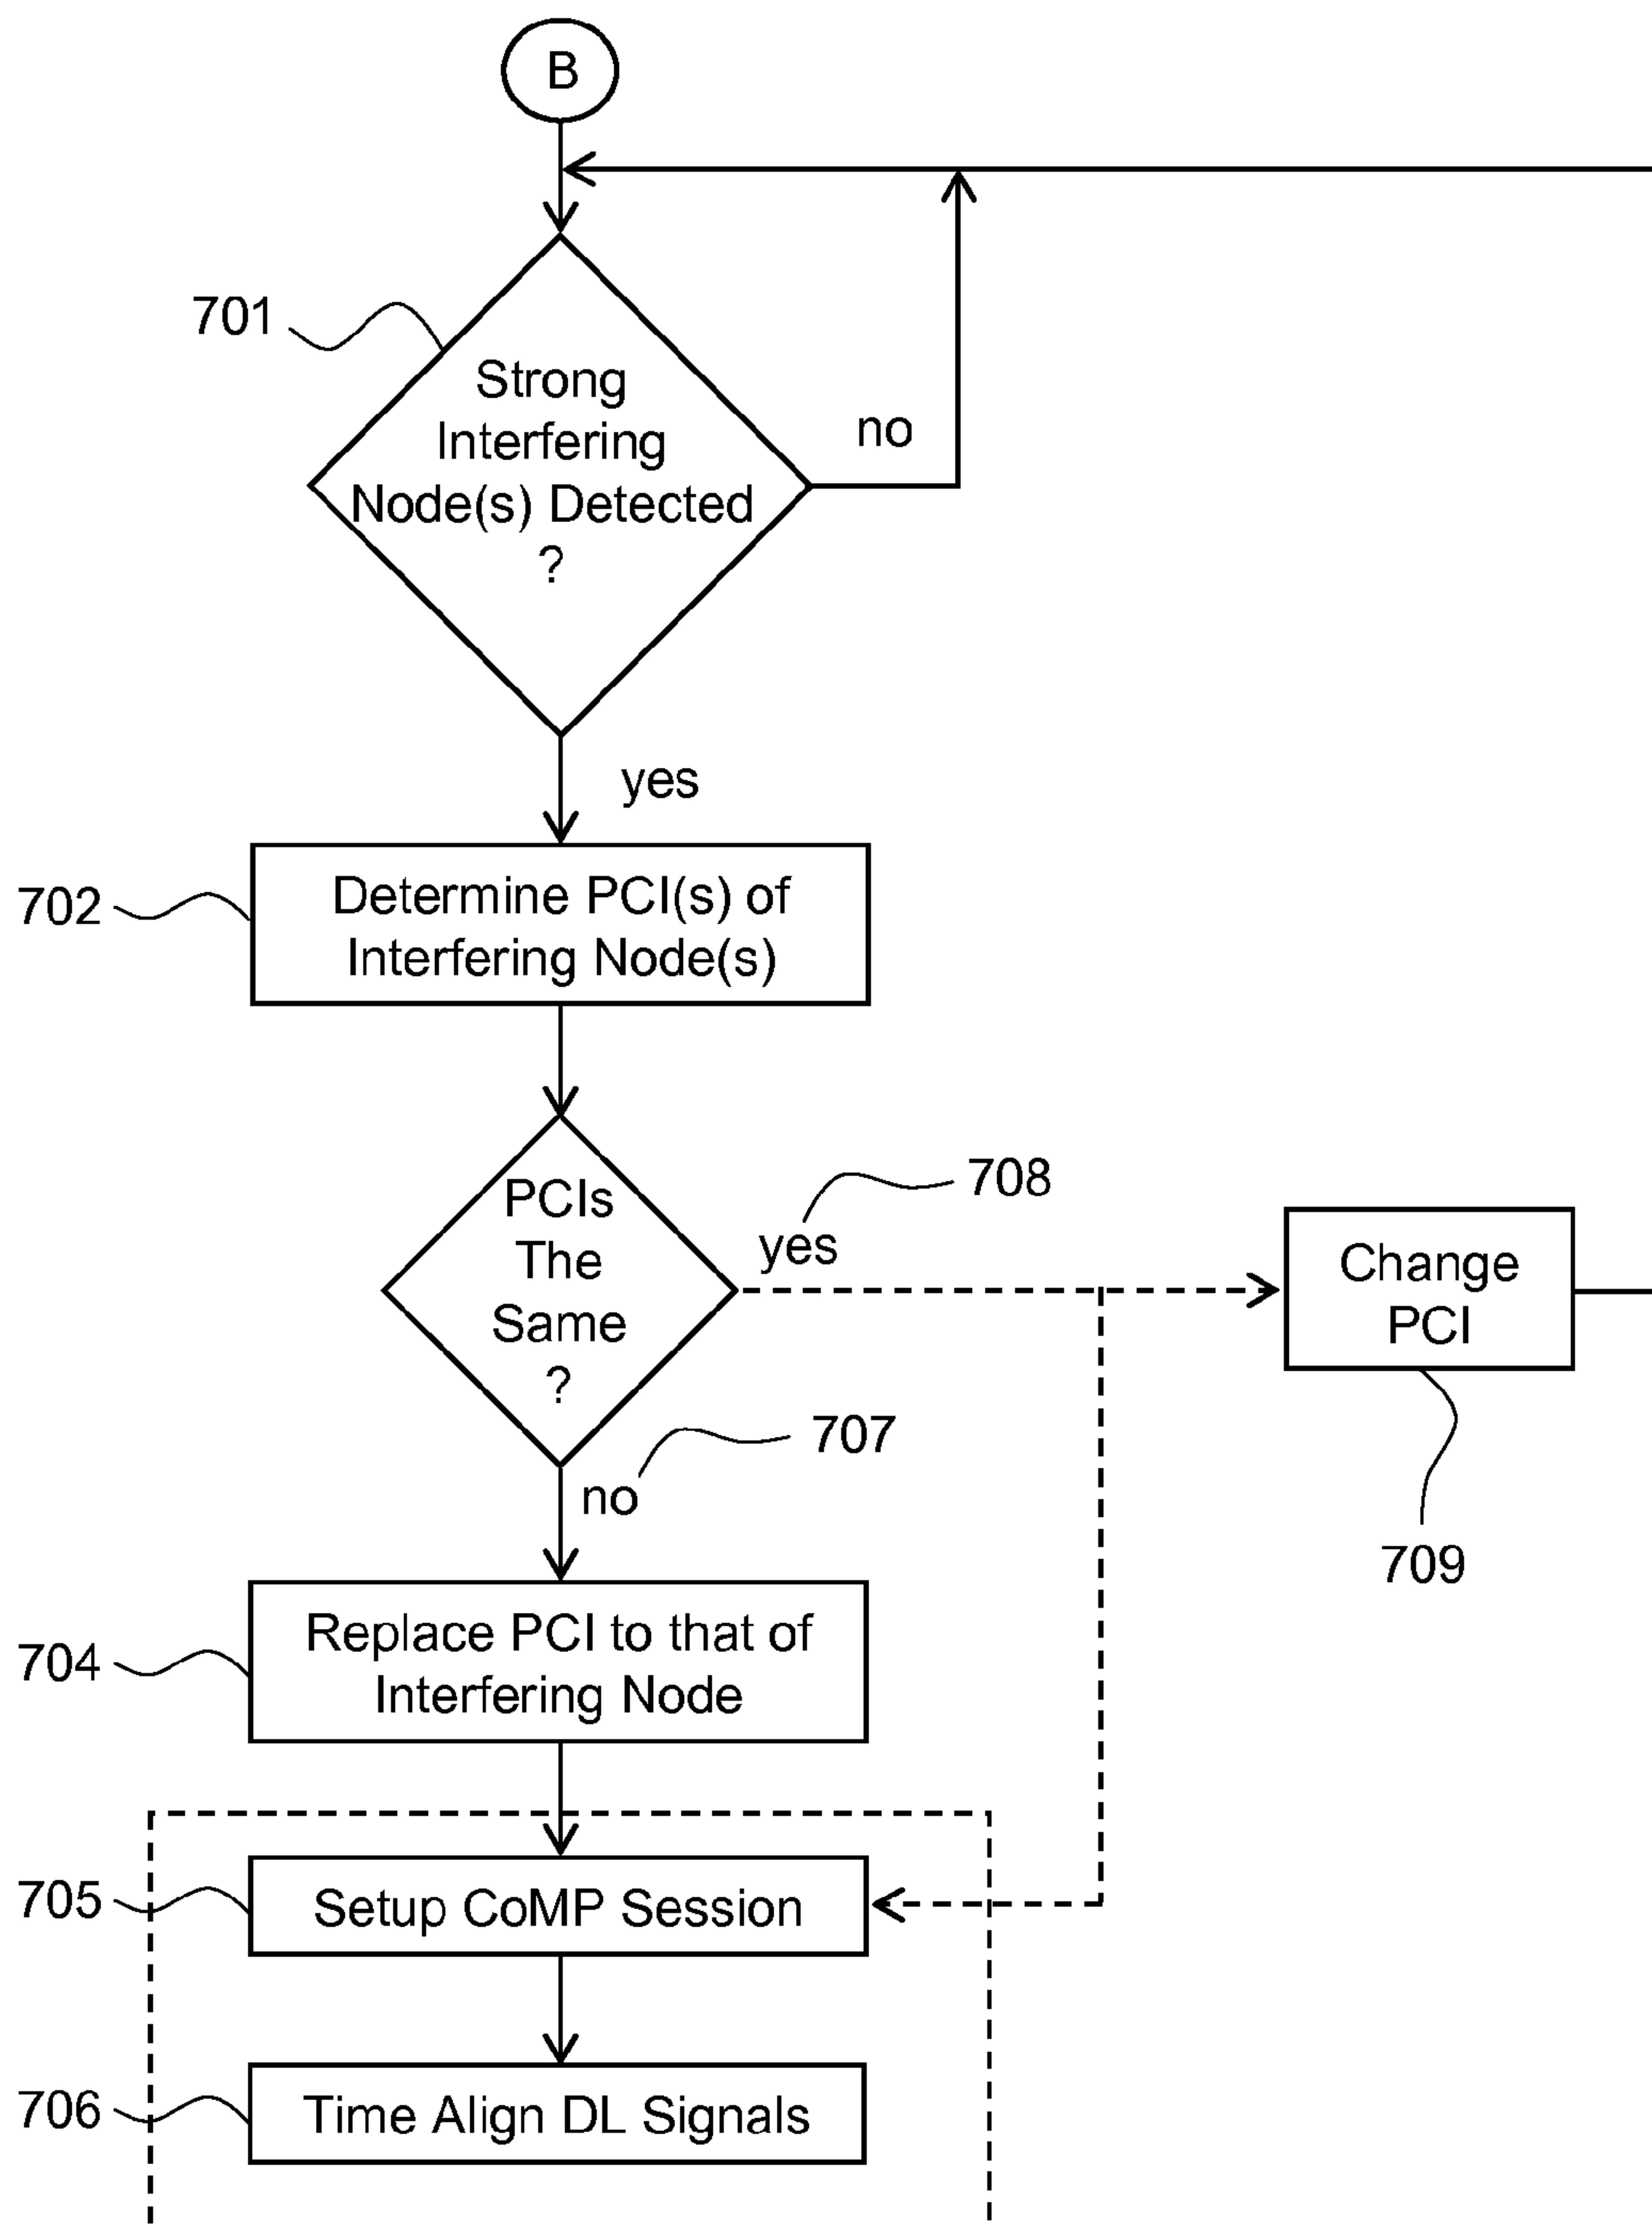 B
701
Strong
Interfering
Node(s) Detected
?
no
yes
702
Determine PCI(s) of
Interfering Node(s)
PCIs
The
Same
?
yes
708
Change
PCI
709
no
707
704
Replace PCI to that of
Interfering Node
705
Setup CoMP Session
706
Time Align DL Signals